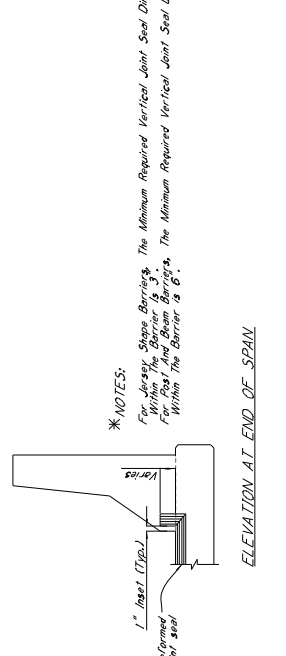 *NOTES:
For Jersey Shape Barriers, The Minimum Required Vertical Joint Seal
Within The Barrier Is 3".
For Post And Beam Barriers, The Minimum Required Vertical Joint Seal
Within The Barrier is 6".
Varies
1" Inset (Typ.)
seal
ELEVATION AT END OF SPAN